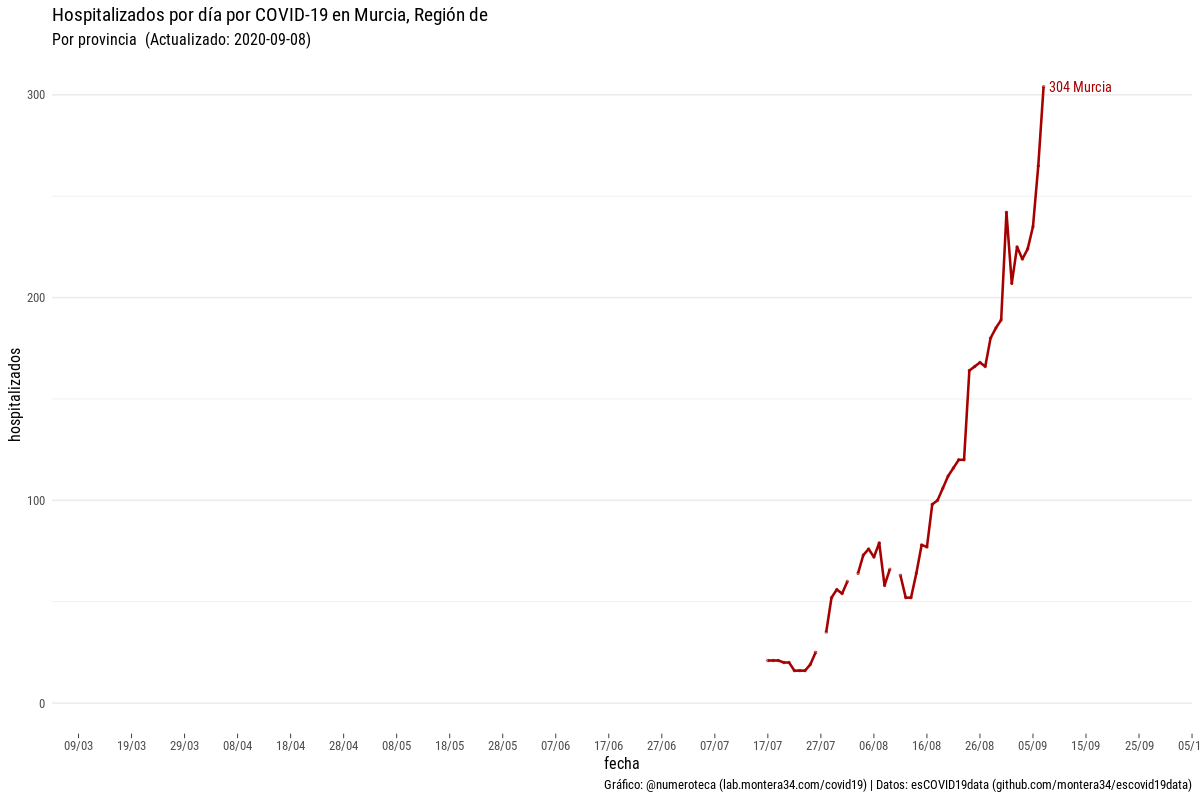 Hospitalizados por día por COVID-19 en Murcia, Región de
Por provincia (Actualizado: 2020-09-08)
304 Murcia
300
200
100
0
hospitalizados
09/03 19/03 29/03 08/04 18/04 28/04 08/05 18/05 28/05 07/06 17/06 27/06 07/07 17/07 27/07 06/08 16/08 26/08 05/09 15/09 25/09 05/1
fecha
Gráfico: @numeroteca (lab.montera34.com/covid19) | Datos: esCOVID19data (github.com/montera34/escovid19data)